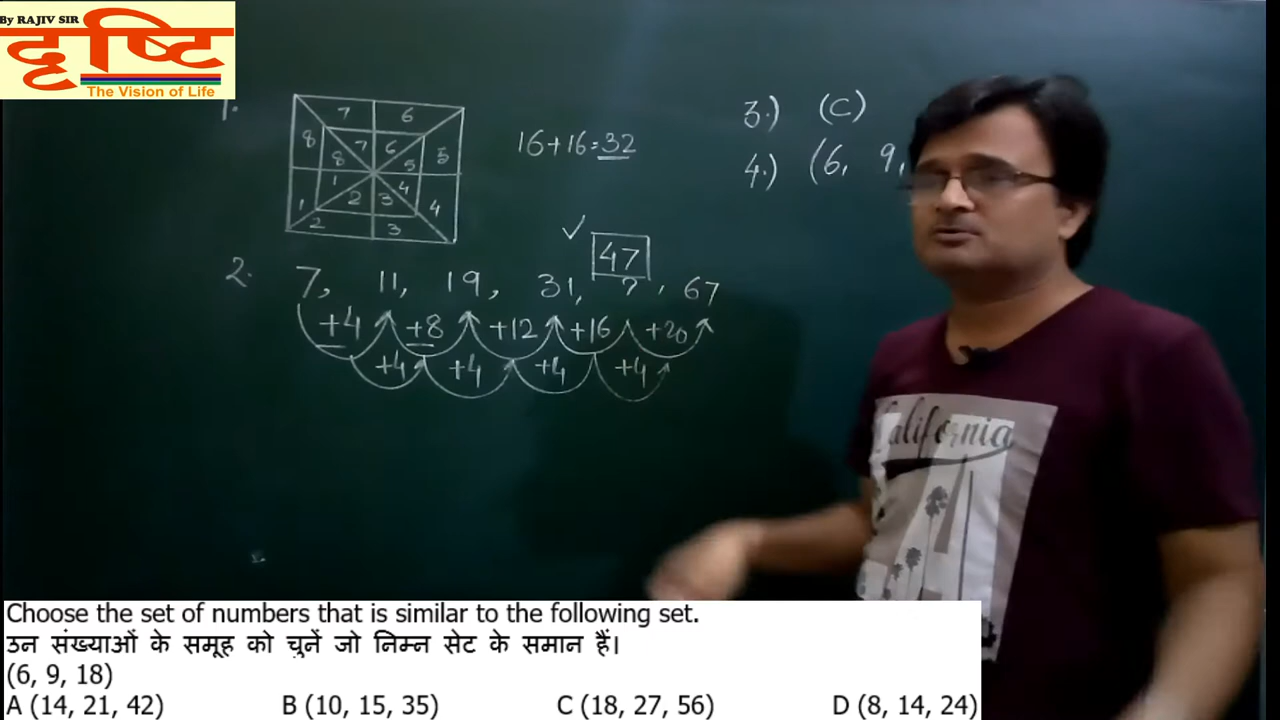 By RAJIV SIR
दृष्टि
The Vision of Life
1.
7 6
8 7 6 5
8 5
1 4
1 2 3 4
2 3
16+16=32
3.) (C)
4.) (6, 9,
✓ 47
2. 7, 11, 19, 31, ?, 67
+4 +8 +12 +16 +20
+4 +4 +4 +4
California
Choose the set of numbers that is similar to the following set.
उन संख्याओं के समूह को चुनें जो निम्न सेट के समान हैं।
(6, 9, 18)
A (14, 21, 42) B (10, 15, 35) C (18, 27, 56) D (8, 14, 24)